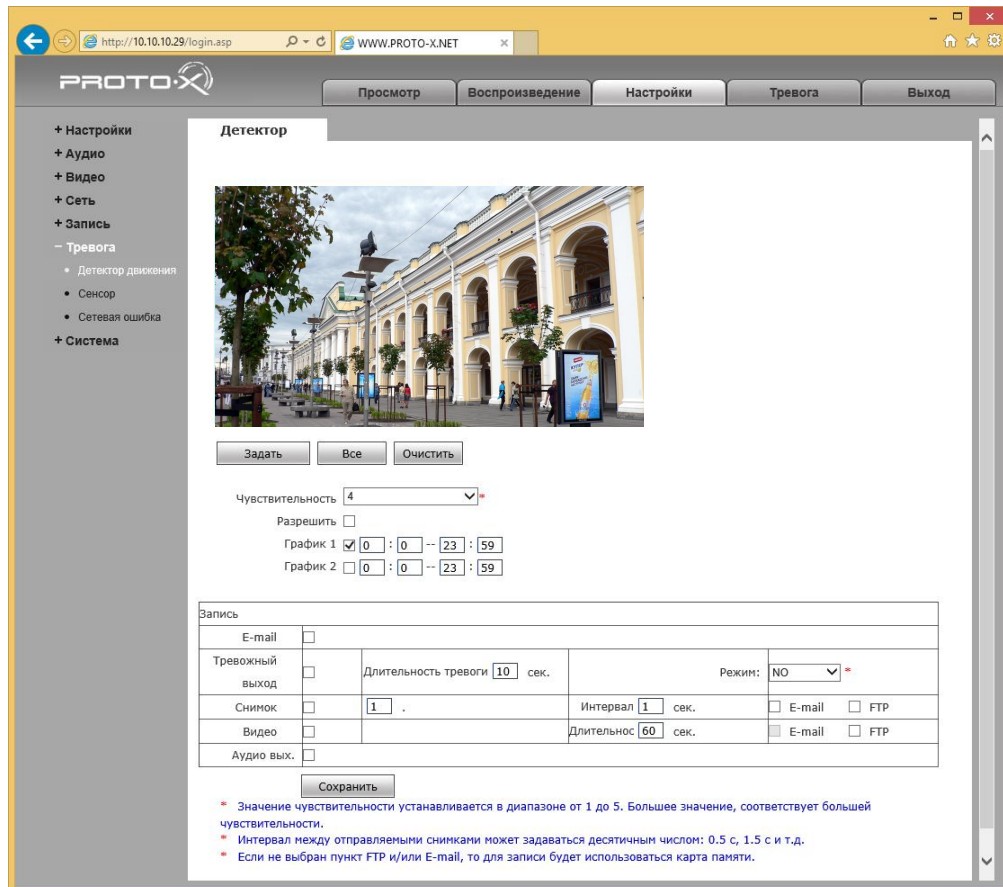 http://10.10.10.29/login.asp
WWW.PROTO-X.NET
PROTO-X
Просмотр
Воспроизведение
Настройки
Тревога
Выход
+ Настройки
+ Аудио
+ Видео
+ Сеть
+ Запись
− Тревога
• Детектор движения
• Сенсор
• Сетевая ошибка
+ Система
Детектор
Задать Все Очистить
Чувствительность 4 *
Разрешить
График 1 0 : 0 -- 23 : 59
График 2 0 : 0 -- 23 : 59
Запись
E-mail
Тревожный выход Длительность тревоги 10 сек. Режим: NO *
Снимок 1 . Интервал 1 сек. E-mail FTP
Видео Длительнос 60 сек. E-mail FTP
Аудио вых.
Сохранить
* Значение чувствительности устанавливается в диапазоне от 1 до 5. Большее значение, соответствует большей
чувствительности.
* Интервал между отправляемыми снимками может задаваться десятичным числом: 0.5 с, 1.5 с и т.д.
* Если не выбран пункт FTP и/или E-mail, то для записи будет использоваться карта памяти.